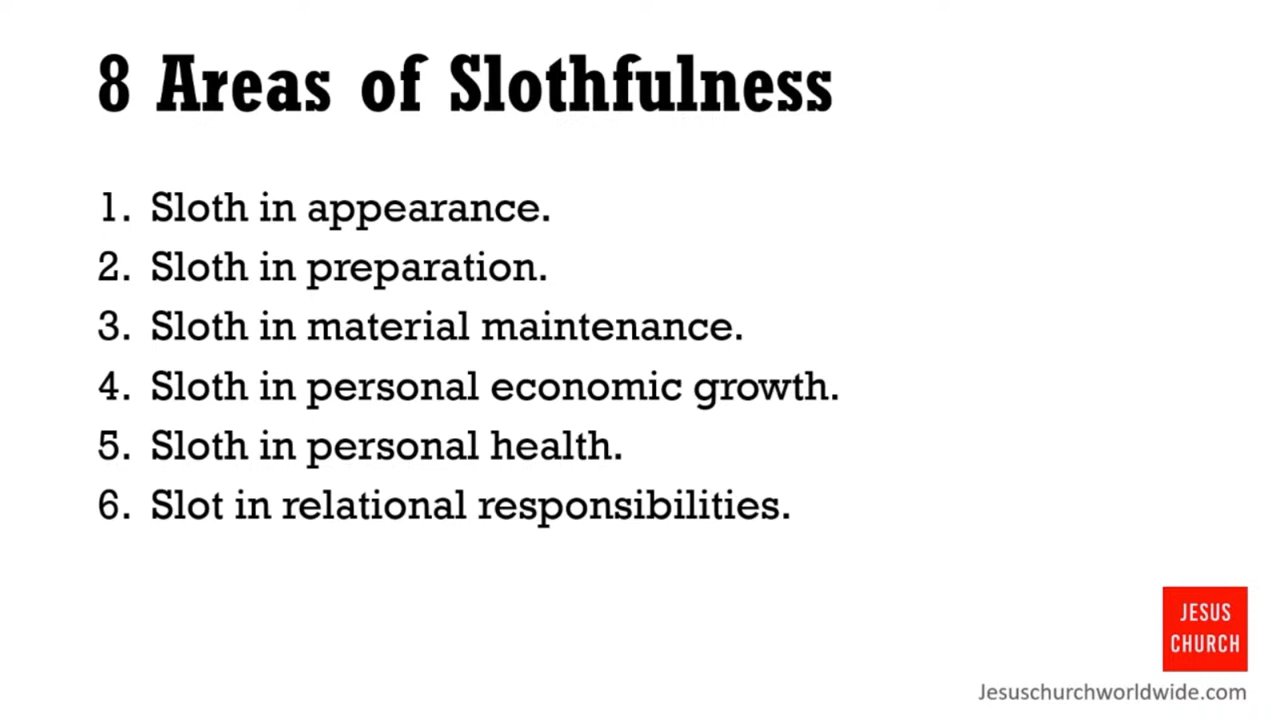 8 Areas of Slothfulness
1. Sloth in appearance.
2. Sloth in preparation.
3. Sloth in material maintenance.
4. Sloth in personal economic growth.
5. Sloth in personal health.
6. Slot in relational responsibilities.
JESUS
CHURCH
Jesuschurchworldwide.com